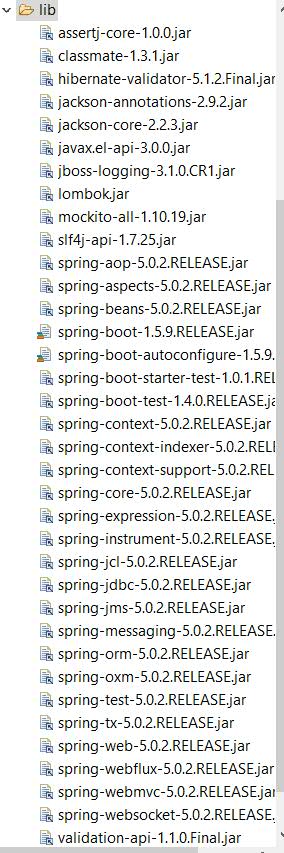 lib
assertj-core-1.0.0.jar
classmate-1.3.1.jar
hibernate-validator-5.1.2.Final.jar
jackson-annotations-2.9.2.jar
jackson-core-2.2.3.jar
javax.el-api-3.0.0.jar
jboss-logging-3.1.0.CR1.jar
lombok.jar
mockito-all-1.10.19.jar
slf4j-api-1.7.25.jar
spring-aop-5.0.2.RELEASE.jar
spring-aspects-5.0.2.RELEASE.jar
spring-beans-5.0.2.RELEASE.jar
spring-boot-1.5.9.RELEASE.jar
spring-boot-autoconfigure-1.5.9.
spring-boot-starter-test-1.0.1.REL
spring-boot-test-1.4.0.RELEASE.ja
spring-context-5.0.2.RELEASE.jar
spring-context-indexer-5.0.2.RELE
spring-context-support-5.0.2.REL
spring-core-5.0.2.RELEASE.jar
spring-expression-5.0.2.RELEASE.
spring-instrument-5.0.2.RELEASE.
spring-jcl-5.0.2.RELEASE.jar
spring-jdbc-5.0.2.RELEASE.jar
spring-jms-5.0.2.RELEASE.jar
spring-messaging-5.0.2.RELEASE.
spring-orm-5.0.2.RELEASE.jar
spring-oxm-5.0.2.RELEASE.jar
spring-test-5.0.2.RELEASE.jar
spring-tx-5.0.2.RELEASE.jar
spring-web-5.0.2.RELEASE.jar
spring-webflux-5.0.2.RELEASE.jar
spring-webmvc-5.0.2.RELEASE.jar
spring-websocket-5.0.2.RELEASE.j
validation-api-1.1.0.Final.jar